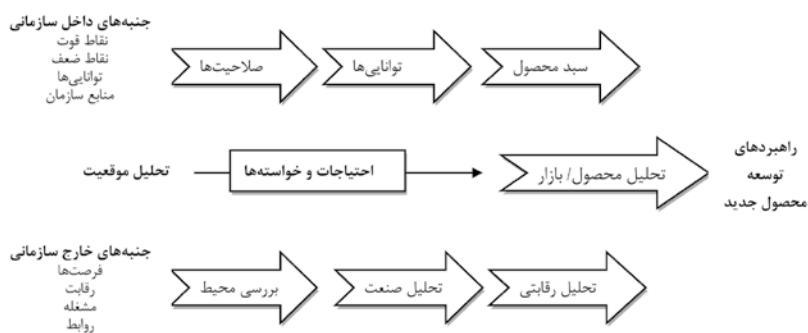 جنبه‌های داخل سازمانی
نقاط قوت
نقاط ضعف
توانایی‌ها
منابع سازمان
صلاحیت‌ها
توانایی‌ها
سبد محصول
تحلیل موقعیت
احتیاجات و خواسته‌ها
تحلیل محصول/ بازار
راهبردهای
توسعه
محصول جدید
جنبه‌های خارج سازمانی
فرصت‌ها
رقابت
مشغله
روابط
بررسی محیط
تحلیل صنعت
تحلیل رقابتی